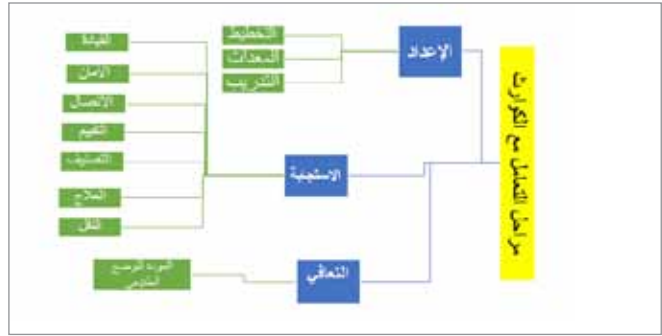 مراحل التعامل مع الكوارث
الإعداد
التخطيط
المعدات
التدريب
الاستجابة
القيادة
الأمان
الاتصال
التقييم
التصنيف
العلاج
النقل
التعافي
العودة للوضع